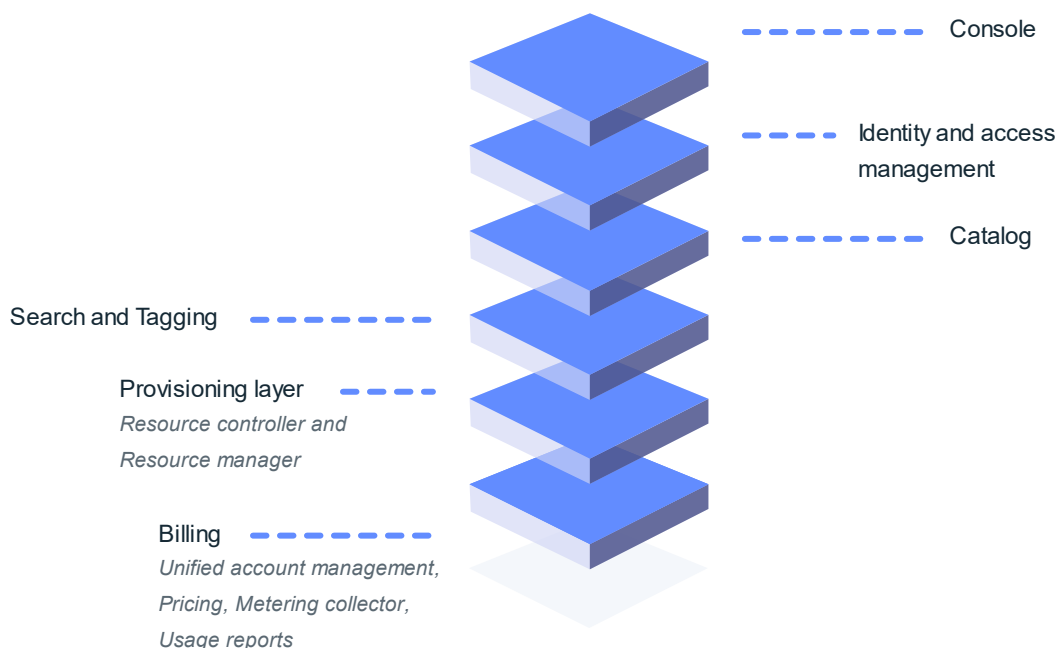 Console
Identity and access
management
Catalog
Search and Tagging
Provisioning layer
Resource controller and
Resource manager
Billing
Unified account management,
Pricing, Metering collector,
Usage reports